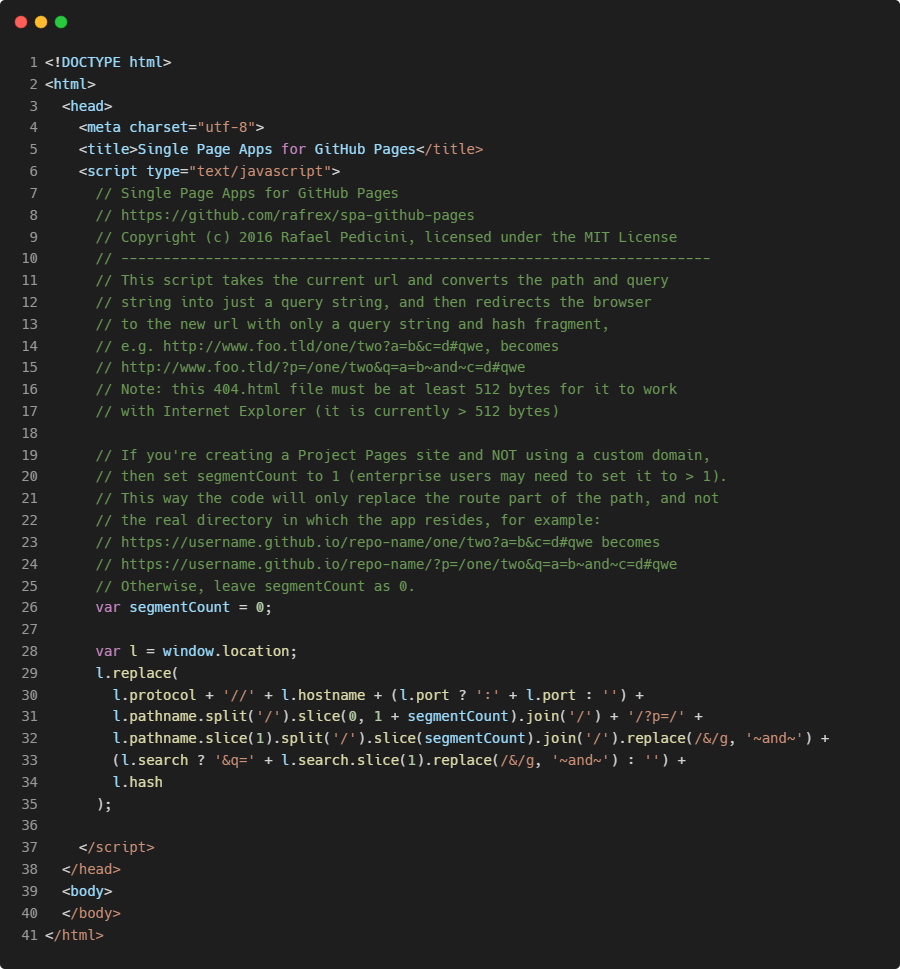 1 <!DOCTYPE html>
2 <html>
3   <head>
4     <meta charset="utf-8">
5     <title>Single Page Apps for GitHub Pages</title>
6     <script type="text/javascript">
7       // Single Page Apps for GitHub Pages
8       // https://github.com/rafrex/spa-github-pages
9       // Copyright (c) 2016 Rafael Pedicini, licensed under the MIT License
10       // ----------------------------------------------------------------------
11       // This script takes the current url and converts the path and query
12       // string into just a query string, and then redirects the browser
13       // to the new url with only a query string and hash fragment,
14       // e.g. http://www.foo.tld/one/two?a=b&c=d#qwe, becomes
15       // http://www.foo.tld/?p=/one/two&q=a=b~and~c=d#qwe
16       // Note: this 404.html file must be at least 512 bytes for it to work
17       // with Internet Explorer (it is currently > 512 bytes)
18
19       // If you're creating a Project Pages site and NOT using a custom domain,
20       // then set segmentCount to 1 (enterprise users may need to set it to > 1).
21       // This way the code will only replace the route part of the path, and not
22       // the real directory in which the app resides, for example:
23       // https://username.github.io/repo-name/one/two?a=b&c=d#qwe becomes
24       // https://username.github.io/repo-name/?p=/one/two&q=a=b~and~c=d#qwe
25       // Otherwise, leave segmentCount as 0.
26       var segmentCount = 0;
27
28       var l = window.location;
29       l.replace(
30         l.protocol + '//' + l.hostname + (l.port ? ':' + l.port : '') +
31         l.pathname.split('/').slice(0, 1 + segmentCount).join('/') + '/?p=/' +
32         l.pathname.slice(1).split('/').slice(segmentCount).join('/').replace(/&/g, '~and~') +
33         (l.search ? '&q=' + l.search.slice(1).replace(/&/g, '~and~') : '') +
34         l.hash
35       );
36
37     </script>
38   </head>
39   <body>
40   </body>
41 </html>